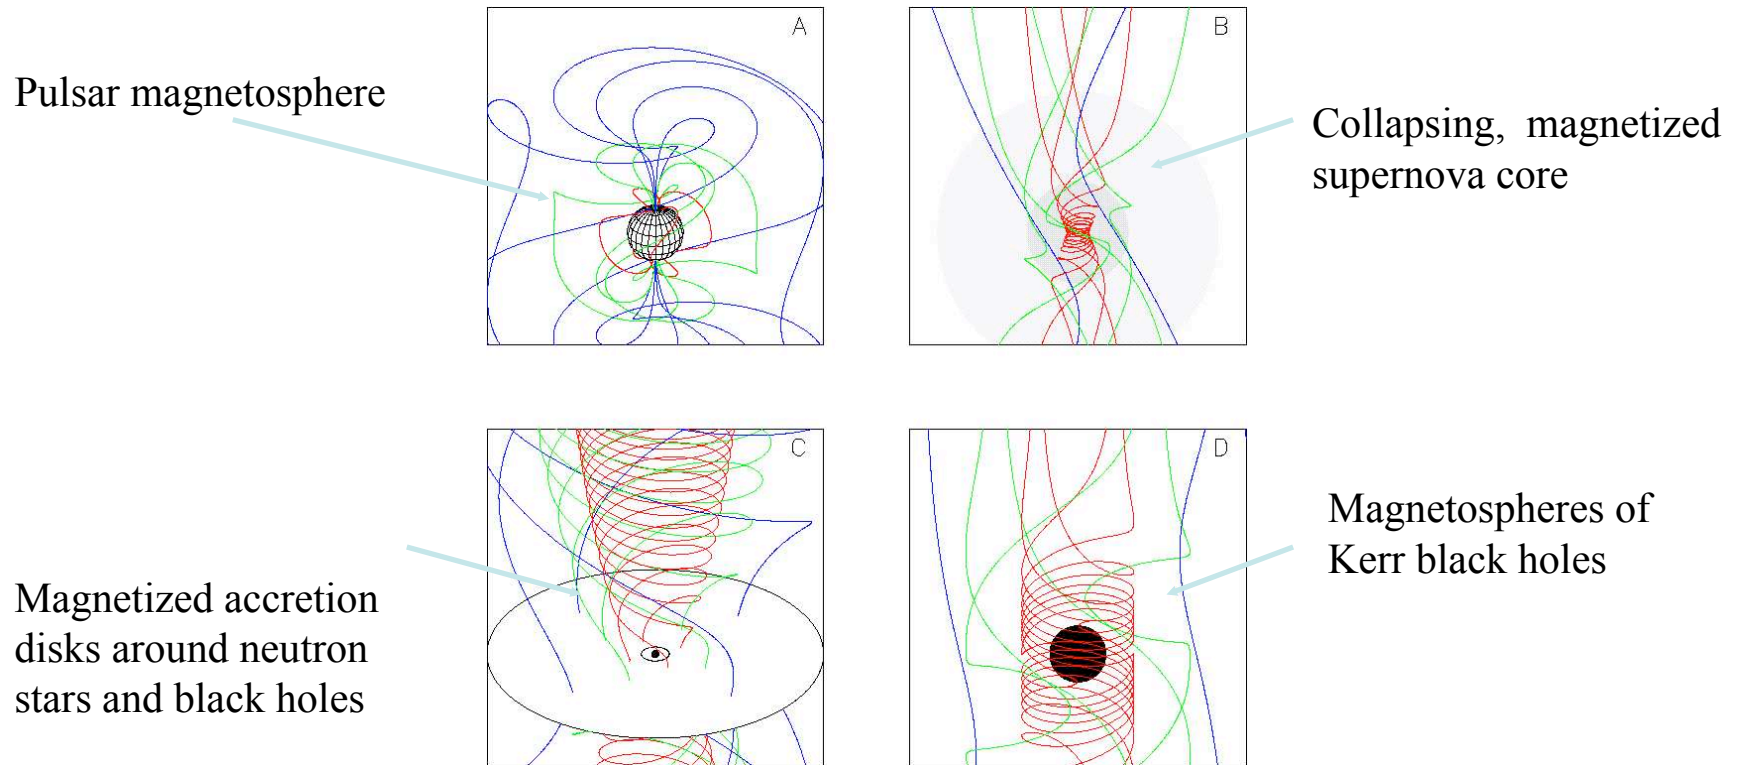 A
B
Pulsar magnetosphere
Collapsing, magnetized
supernova core
C
D
Magnetospheres of
Kerr black holes
Magnetized accretion
disks around neutron
stars and black holes